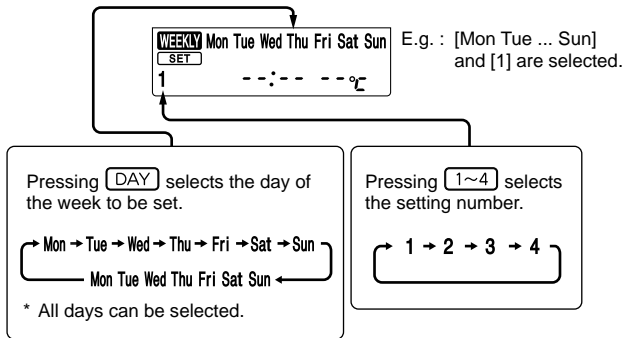 WEEKLY Mon Tue Wed Thu Fri Sat Sun
SET
1 --:-- --°C
E.g. : [Mon Tue ... Sun]
and [1] are selected.
Pressing DAY selects the day of
the week to be set.
Mon → Tue → Wed → Thu → Fri → Sat → Sun
Mon Tue Wed Thu Fri Sat Sun
* All days can be selected.
Pressing 1~4 selects
the setting number.
1 → 2 → 3 → 4